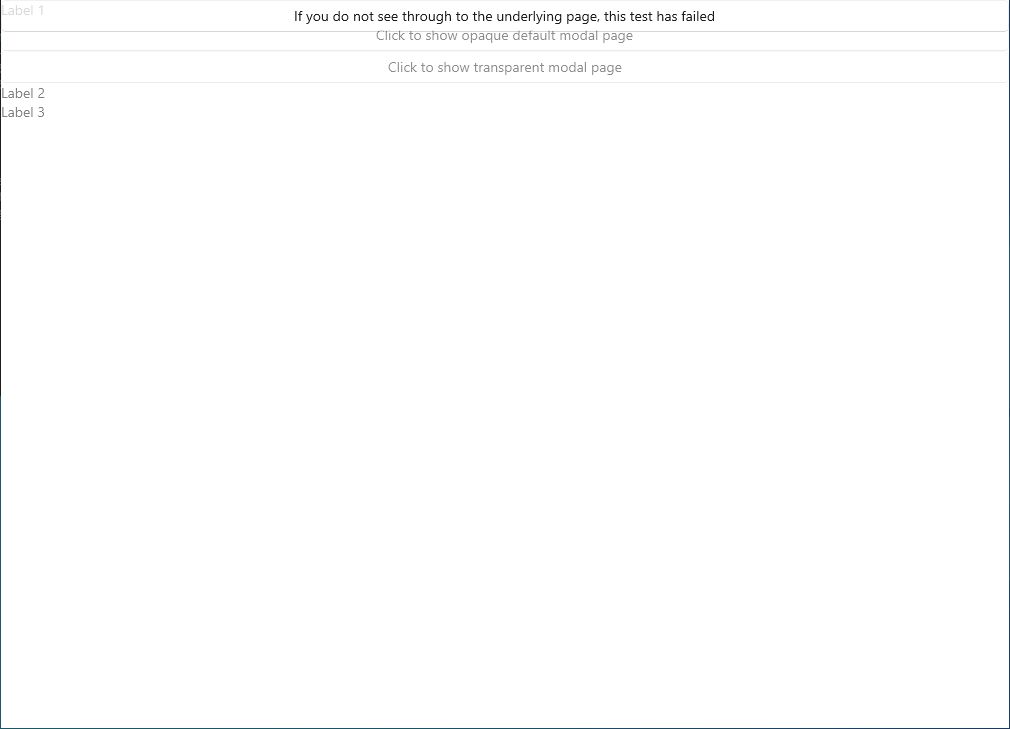 Label 1
If you do not see through to the underlying page, this test has failed
Click to show opaque default modal page
Click to show transparent modal page
Label 2
Label 3